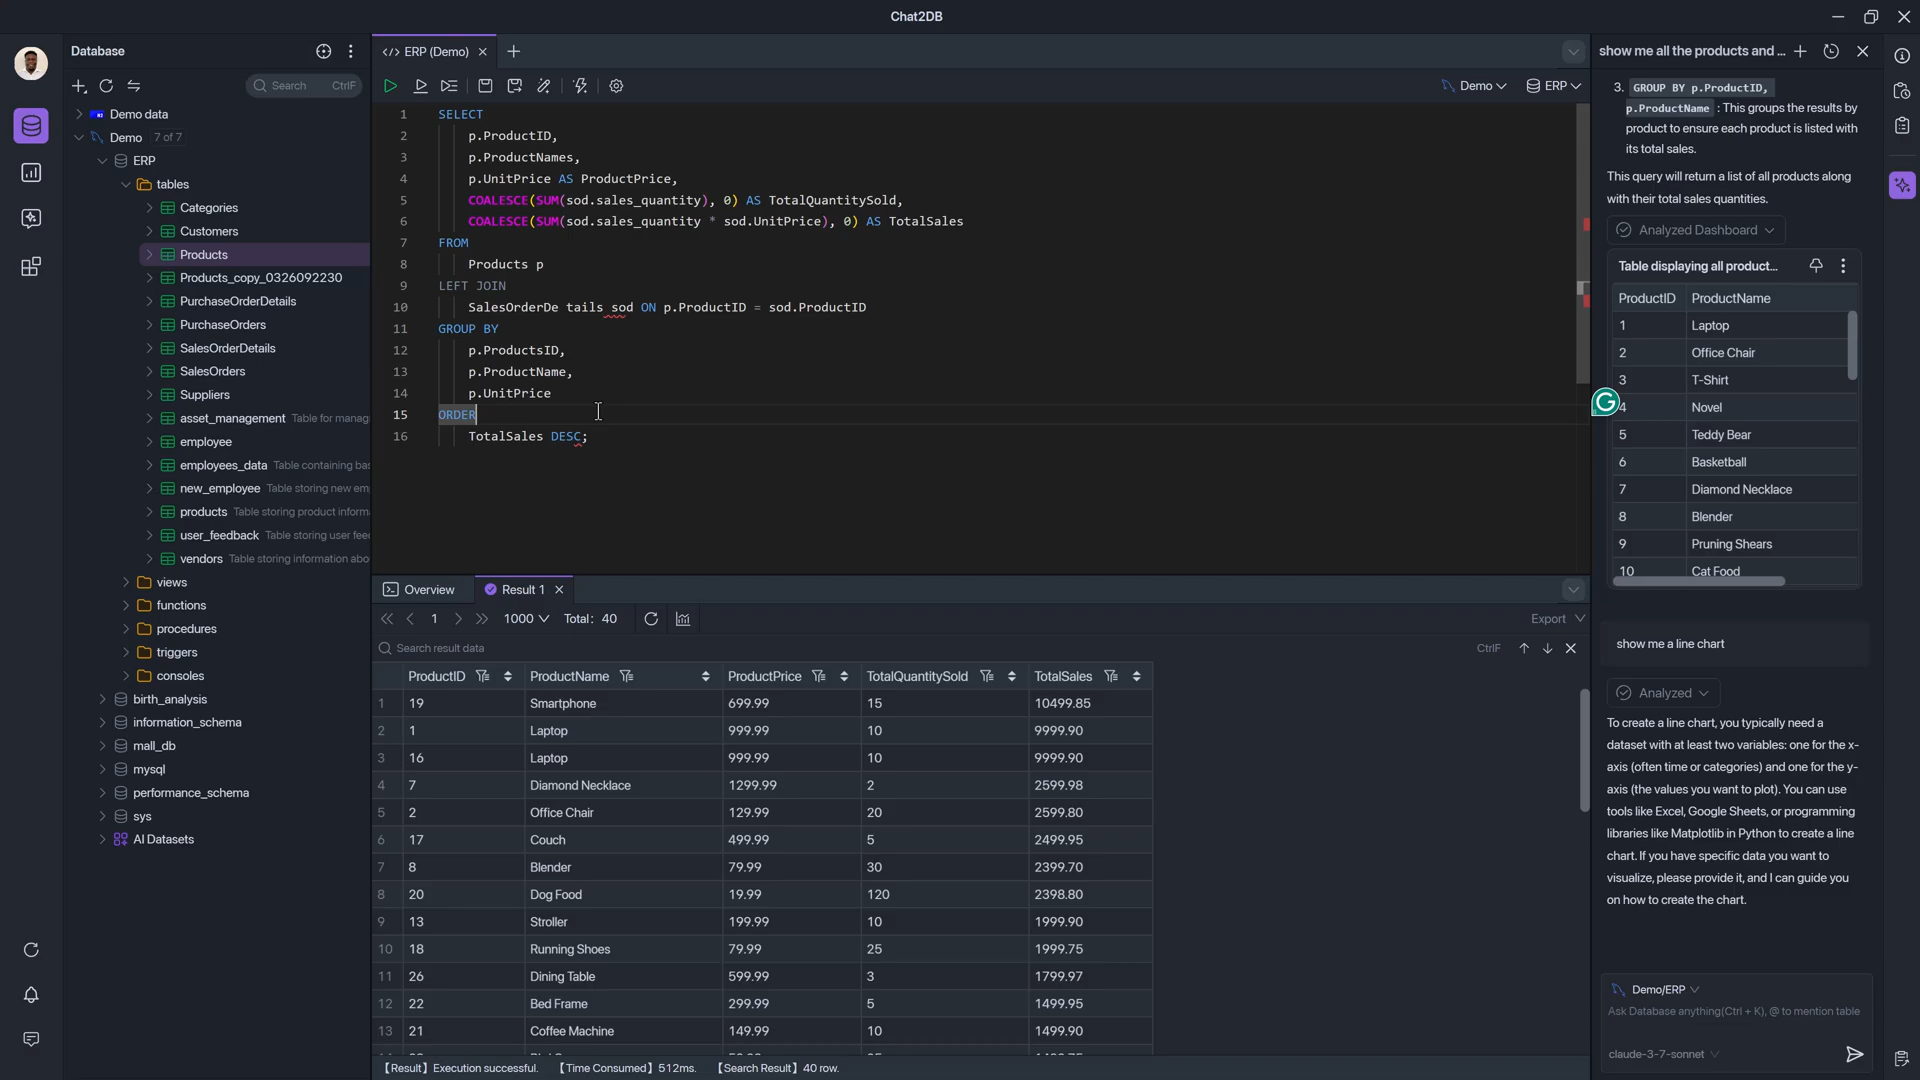 Chat2DB
Database
Search CtrlF
Demo data
Demo 7 of 7
ERP
tables
Categories
Customers
Products
Products_copy_0326092230
PurchaseOrderDetails
PurchaseOrders
SalesOrderDetails
SalesOrders
Suppliers
asset_management Table for manag
employee
employees_data Table containing bas
new_employee Table storing new em
products Table storing product inform
user_feedback Table storing user fee
vendors Table storing information abo
views
functions
procedures
triggers
consoles
birth_analysis
information_schema
mall_db
mysql
performance_schema
sys
AI Datasets
</> ERP (Demo)
Demo ERP
1 SELECT
2 p.ProductID,
3 p.ProductNames,
4 p.UnitPrice AS ProductPrice,
5 COALESCE(SUM(sod.sales_quantity), 0) AS TotalQuantitySold,
6 COALESCE(SUM(sod.sales_quantity * sod.UnitPrice), 0) AS TotalSales
7 FROM
8 Products p
9 LEFT JOIN
10 SalesOrderDe tails sod ON p.ProductID = sod.ProductID
11 GROUP BY
12 p.ProductsID,
13 p.ProductName,
14 p.UnitPrice
15 ORDER
16 TotalSales DESC;
Overview Result 1
1 1000 Total: 40 Export
Search result data CtrlF
ProductID ProductName ProductPrice TotalQuantitySold TotalSales
1 19 Smartphone 699.99 15 10499.85
2 1 Laptop 999.99 10 9999.90
3 16 Laptop 999.99 10 9999.90
4 7 Diamond Necklace 1299.99 2 2599.98
5 2 Office Chair 129.99 20 2599.80
6 17 Couch 499.99 5 2499.95
7 8 Blender 79.99 30 2399.70
8 20 Dog Food 19.99 120 2398.80
9 13 Stroller 199.99 10 1999.90
10 18 Running Shoes 79.99 25 1999.75
11 26 Dining Table 599.99 3 1799.97
12 22 Bed Frame 299.99 5 1499.95
13 21 Coffee Machine 149.99 10 1499.90
【Result】Execution successful. 【Time Consumed】512ms. 【Search Result】40 row.
show me all the products and ...
3. GROUP BY p.ProductID,
p.ProductName : This groups the results by
product to ensure each product is listed with
its total sales.
This query will return a list of all products along
with their total sales quantities.
Analyzed Dashboard
Table displaying all product...
ProductID ProductName
1 Laptop
2 Office Chair
3 T-Shirt
4 Novel
5 Teddy Bear
6 Basketball
7 Diamond Necklace
8 Blender
9 Pruning Shears
10 Cat Food
show me a line chart
Analyzed
To create a line chart, you typically need a
dataset with at least two variables: one for the x-
axis (often time or categories) and one for the y-
axis (the values you want to plot). You can use
tools like Excel, Google Sheets, or programming
libraries like Matplotlib in Python to create a line
chart. If you have specific data you want to
visualize, please provide it, and I can guide you
on how to create the chart.
Demo/ERP
Ask Database anything(Ctrl + K), @ to mention table
claude-3-7-sonnet